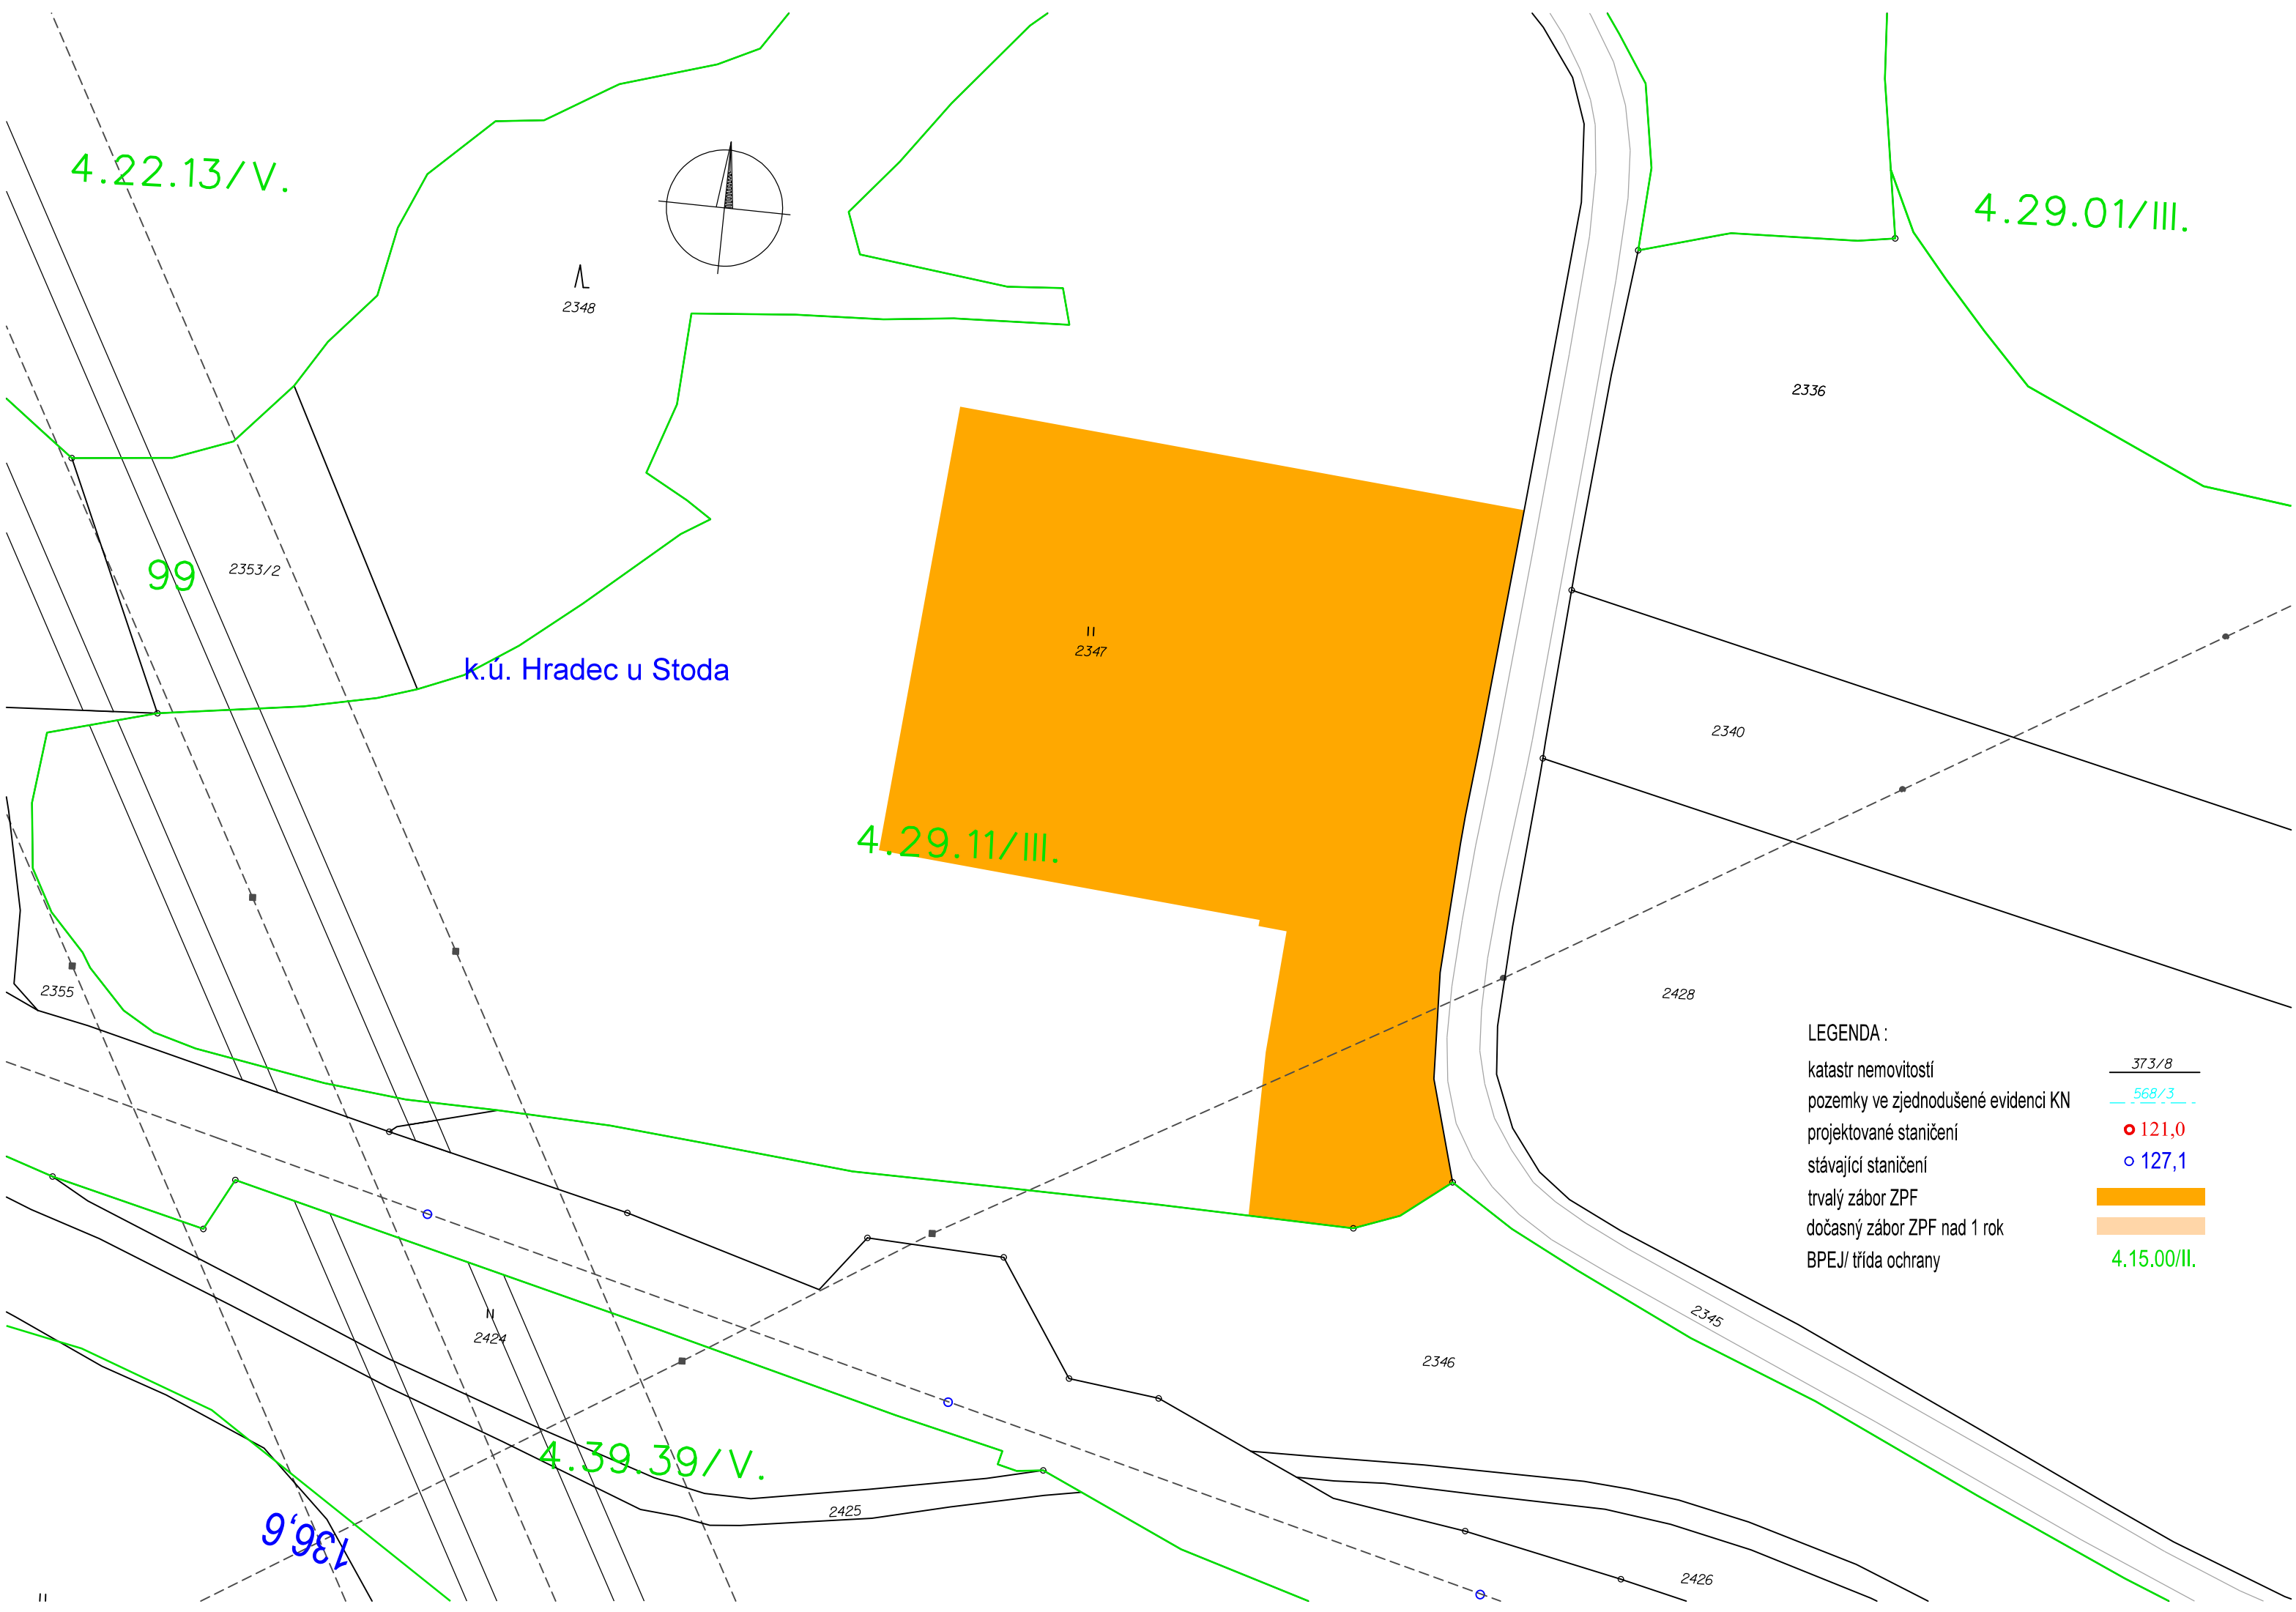 4.22.13/V.
4.29.01/III.
2348
2336
99
2353/2
k.ú. Hradec u Stoda
2347
2340
4.29.11/III.
2355
2428
LEGENDA :
katastr nemovitostí 373/8
pozemky ve zjednodušené evidenci KN 568/3
projektované staničení 121,0
stávající staničení 127,1
trvalý zábor ZPF
dočasný zábor ZPF nad 1 rok
BPEJ/ třída ochrany 4.15.00/II.
2345
2424
2346
4.39.39/V.
2425
136,6
2426